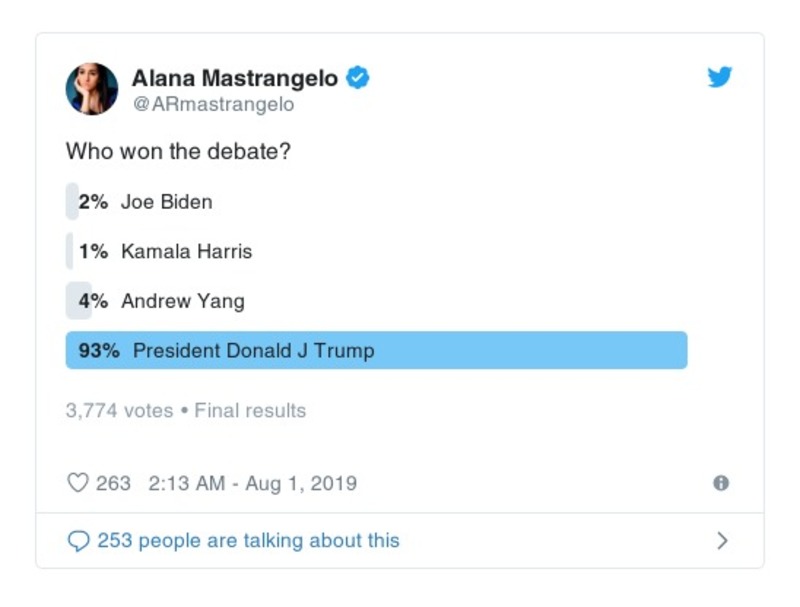 Alana Mastrangelo
@ARmastrangelo
Who won the debate?
2% Joe Biden
1% Kamala Harris
4% Andrew Yang
93% President Donald J Trump
3,774 votes • Final results
263 2:13 AM - Aug 1, 2019
253 people are talking about this